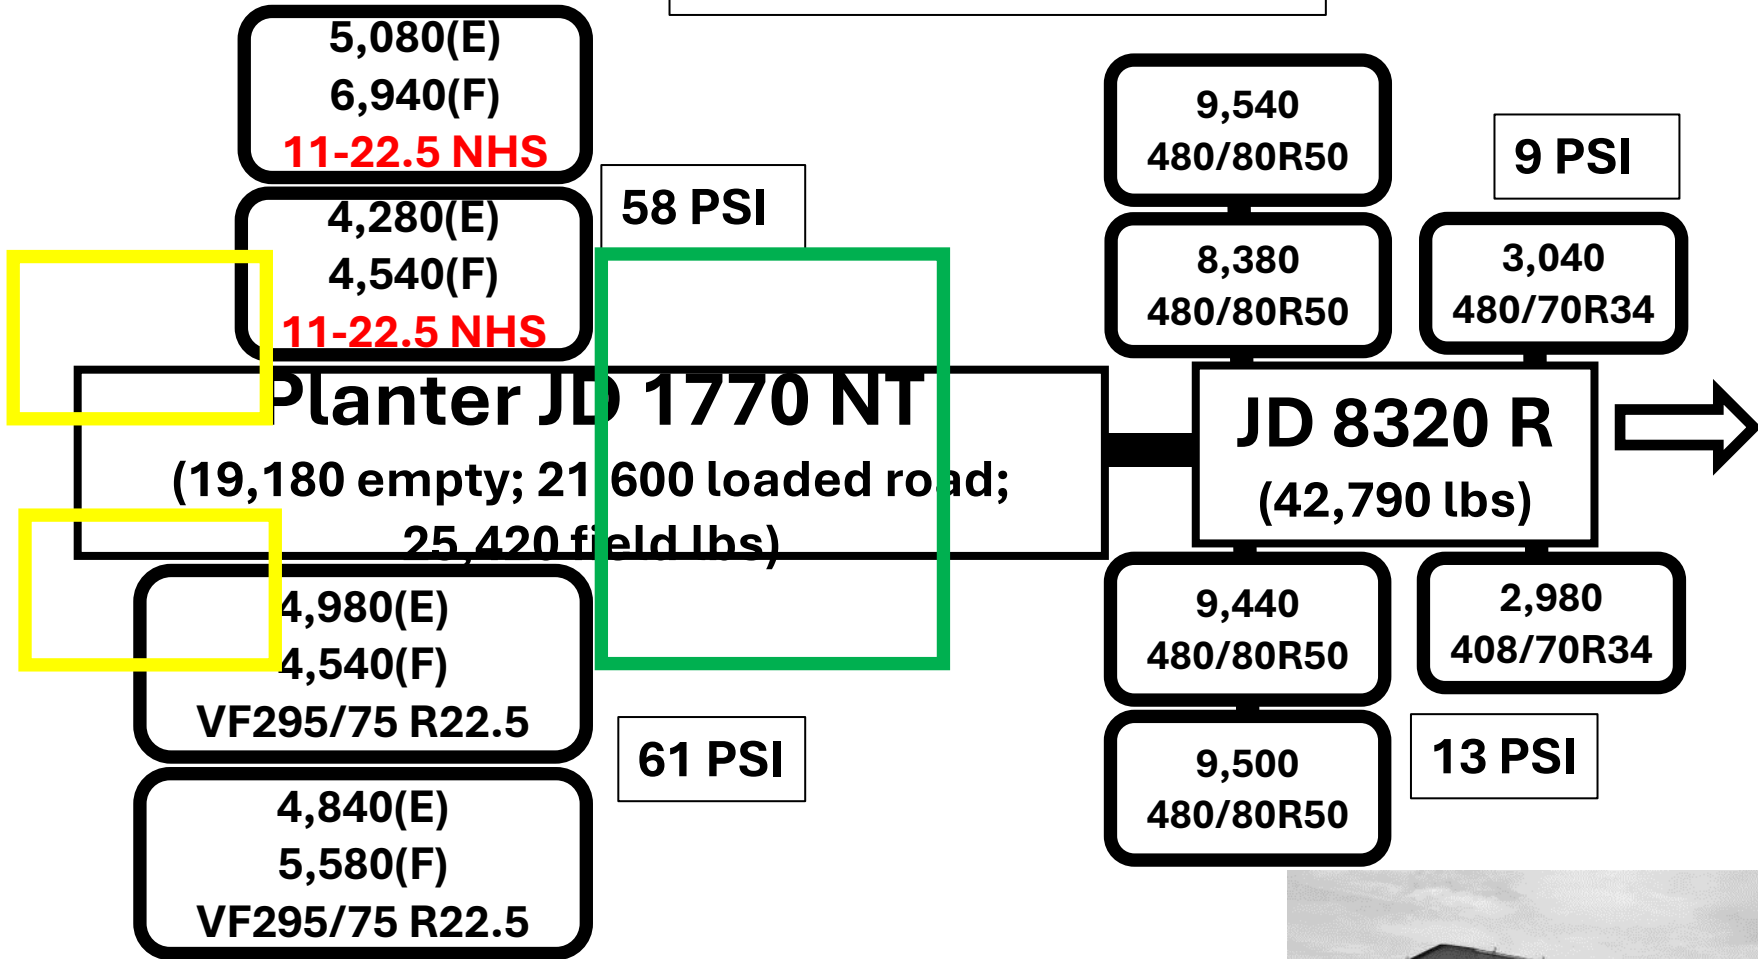 5,080(E)
6,940(F)
11-22.5 NHS
58 PSI
4,280(E)
4,540(F)
11-22.5 NHS
9,540
480/80R50
9 PSI
8,380
480/80R50
3,040
480/70R34
Planter JD 1770 NT
(19,180 empty; 21,600 loaded road;
25,420 field lbs)
JD 8320 R
(42,790 lbs)
4,980(E)
4,540(F)
VF295/75 R22.5
61 PSI
4,840(E)
5,580(F)
VF295/75 R22.5
9,440
480/80R50
2,980
408/70R34
9,500
480/80R50
13 PSI